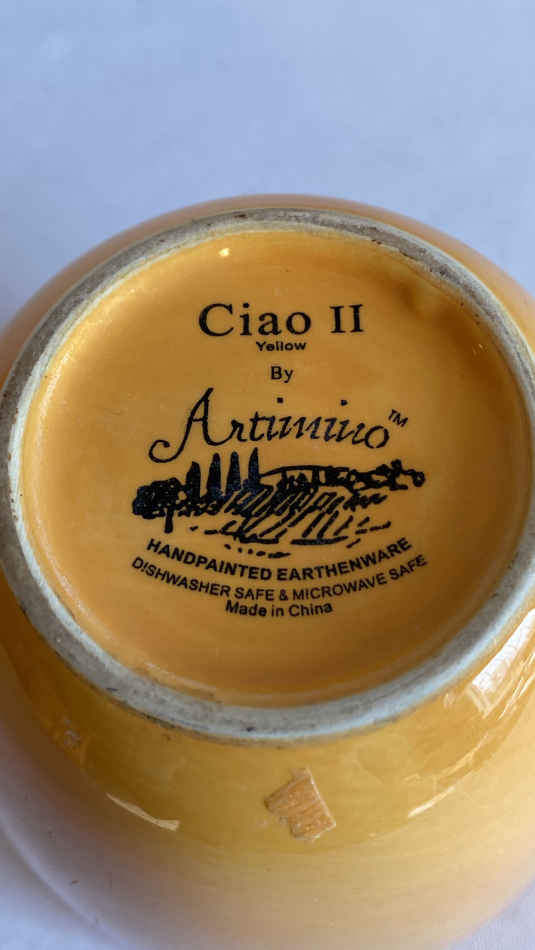 Ciao II
Yellow
By
Artimino™
HANDPAINTED EARTHENWARE
DISHWASHER SAFE & MICROWAVE SAFE
Made in China